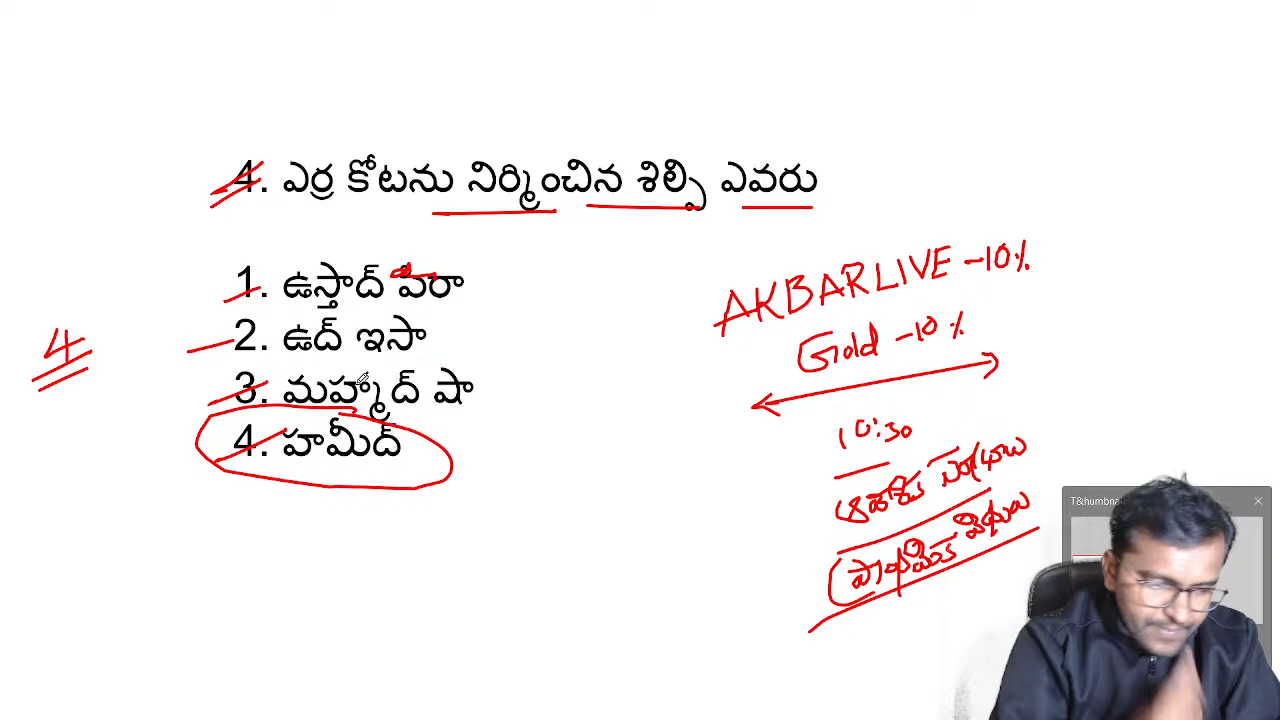 4. ఎర్ర కోటను నిర్మించిన శిల్పి ఎవరు
1. ఉస్తాద్ వీరా
2. ఉద్ ఇసా
3. మహ్మాద్ షా
4. హమీద్
4
AKBARLIVE -10%
Gold -10%
10:30
T&humbna